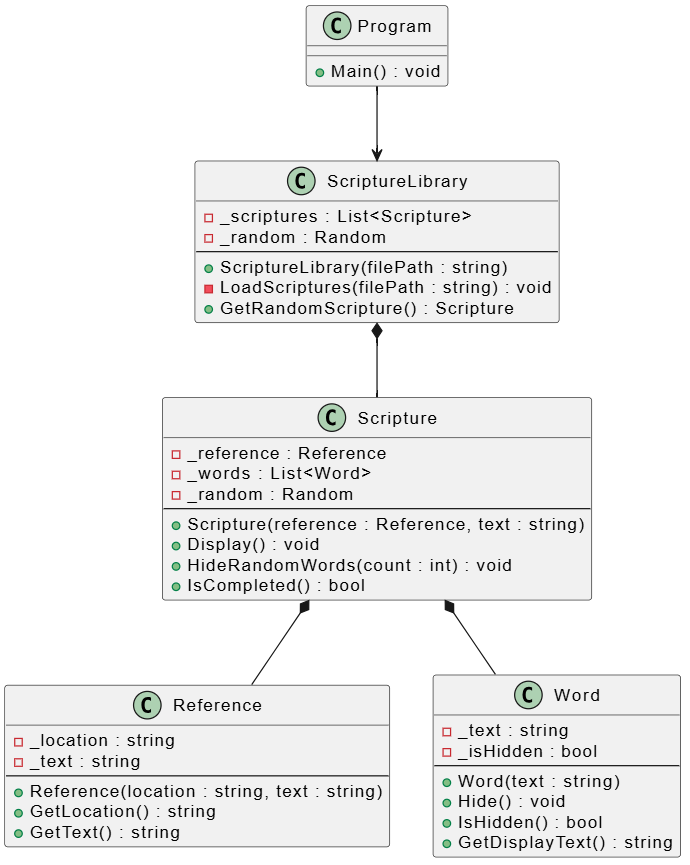 C Program
Main() : void
C ScriptureLibrary
_scriptures : List<Scripture>
_random : Random
ScriptureLibrary(filePath : string)
LoadScriptures(filePath : string) : void
GetRandomScripture() : Scripture
C Scripture
_reference : Reference
_words : List<Word>
_random : Random
Scripture(reference : Reference, text : string)
Display() : void
HideRandomWords(count : int) : void
IsCompleted() : bool
C Reference
_location : string
_text : string
Reference(location : string, text : string)
GetLocation() : string
GetText() : string
C Word
_text : string
_isHidden : bool
Word(text : string)
Hide() : void
IsHidden() : bool
GetDisplayText() : string